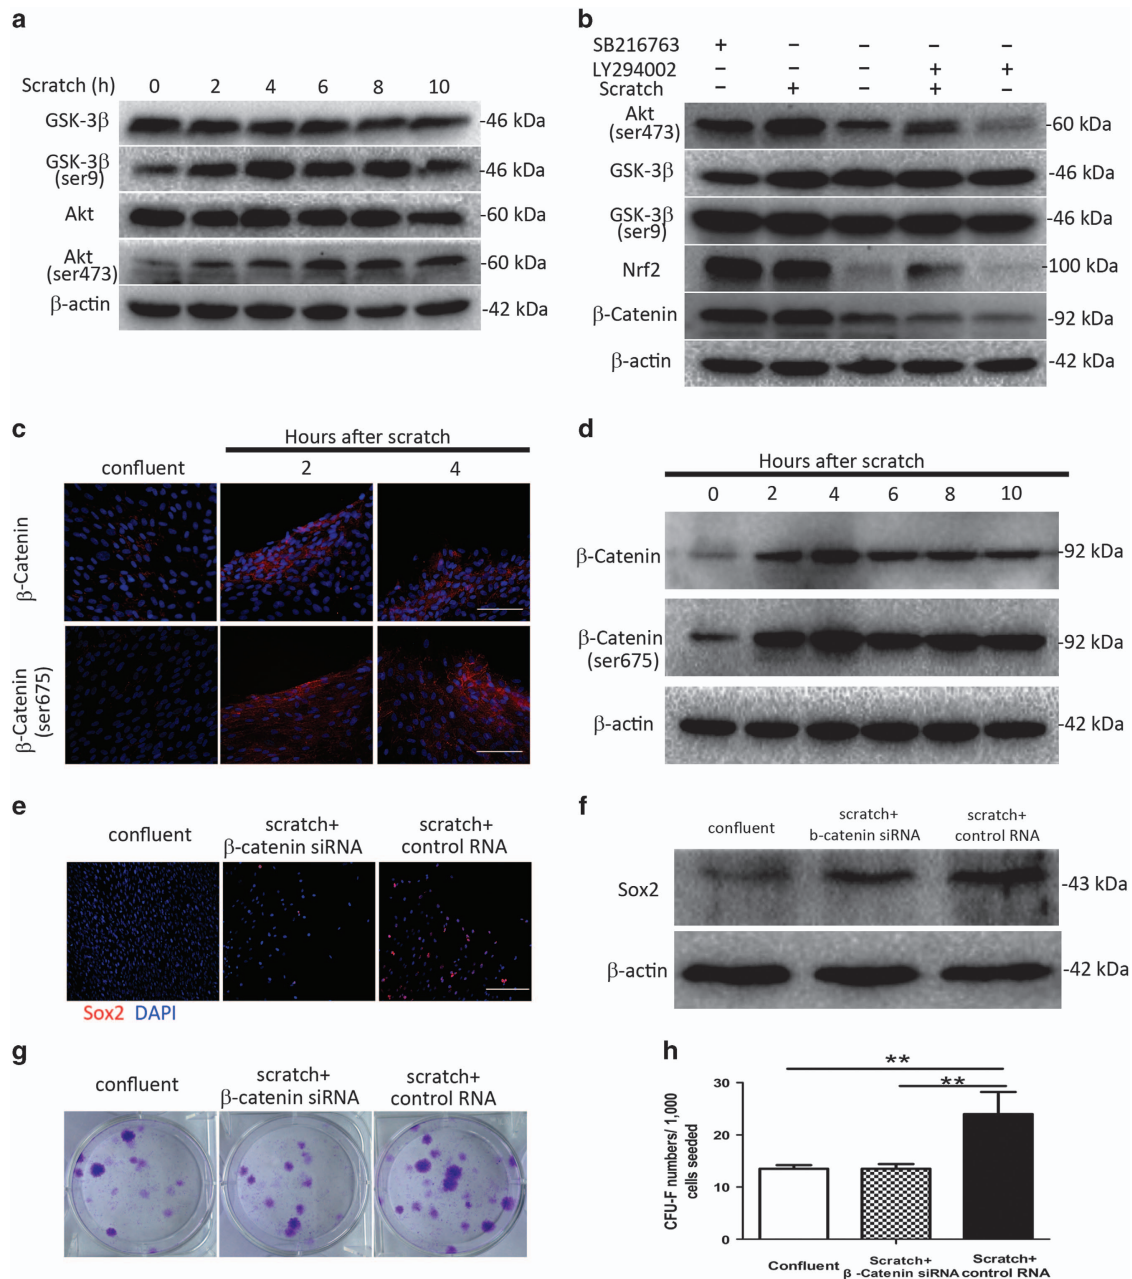 a
Scratch (h) 0 2 4 6 8 10
GSK-3β -46 kDa
GSK-3β
(ser9) -46 kDa
Akt -60 kDa
Akt
(ser473) -60 kDa
β-actin -42 kDa
b
SB216763 + – – – –
LY294002 – – – + +
Scratch – + – + –
Akt
(ser473) -60 kDa
GSK-3β -46 kDa
GSK-3β
(ser9) -46 kDa
Nrf2 -100 kDa
β-Catenin -92 kDa
β-actin -42 kDa
c
Hours after scratch
confluent 2 4
β-Catenin
β-Catenin
(ser675)
d
Hours after scratch
0 2 4 6 8 10
β-Catenin -92 kDa
β-Catenin
(ser675) -92 kDa
β-actin -42 kDa
e
confluent
scratch+
β-catenin siRNA
scratch+
control RNA
Sox2 DAPI
f
confluent
scratch+
b-catenin siRNA
scratch+
control RNA
Sox2 -43 kDa
β-actin -42 kDa
g
confluent
scratch+
β-catenin siRNA
scratch+
control RNA
h
**
**
CFU-F numbers/ 1,000
cells seeded
30
20
10
0
Confluent
Scratch+
β -Catenin siRNA
Scratch+
control RNA